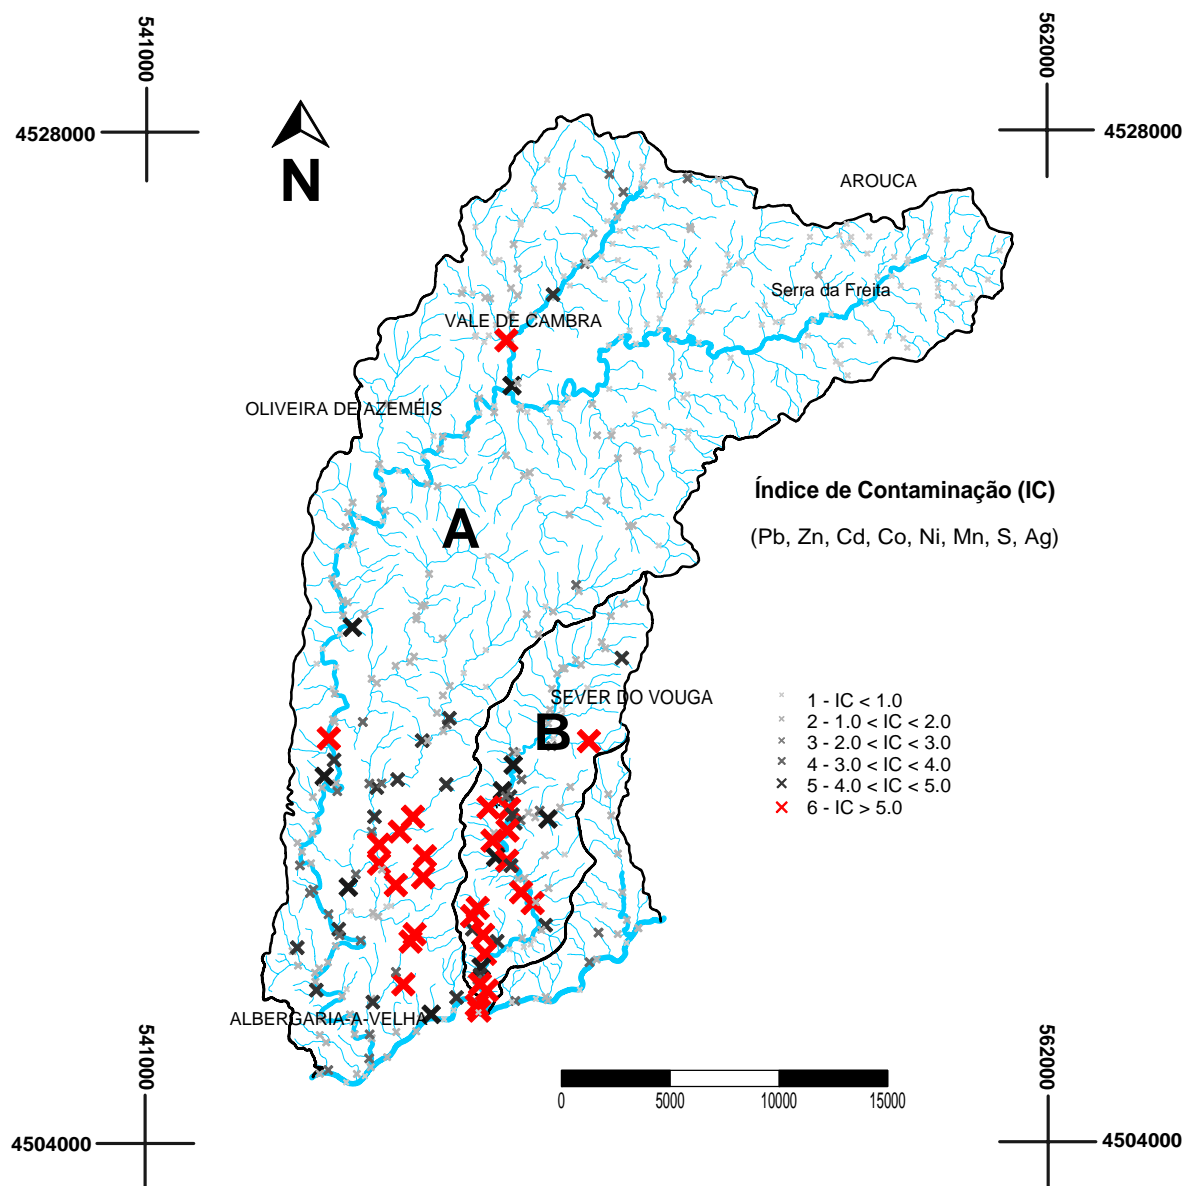 541000
562000
4528000
4528000
N
AROUCA
Serra da Freita
VALE DE CAMBRA
OLIVEIRA DE AZEMÉIS
Índice de Contaminação (IC)
A
(Pb, Zn, Cd, Co, Ni, Mn, S, Ag)
SEVER DO VOUGA
B
1 - IC < 1.0
2 - 1.0 < IC < 2.0
3 - 2.0 < IC < 3.0
4 - 3.0 < IC < 4.0
5 - 4.0 < IC < 5.0
6 - IC > 5.0
ALBERGARIA-A-VELHA
541000
562000
0 5000 10000 15000
4504000
4504000